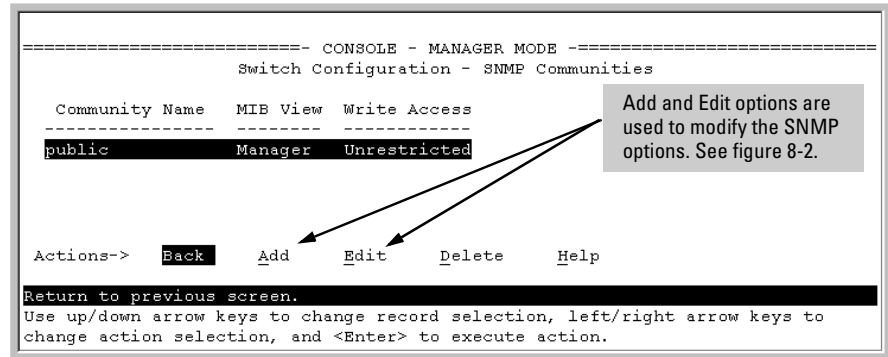 ==========================- CONSOLE - MANAGER MODE -============================
Switch Configuration - SNMP Communities
Community Name MIB View Write Access
---------------- -------- ------------
public Manager Unrestricted
Add and Edit options are
used to modify the SNMP
options. See figure 8-2.
Actions-> Back Add Edit Delete Help
Return to previous screen.
Use up/down arrow keys to change record selection, left/right arrow keys to
change action selection, and <Enter> to execute action.